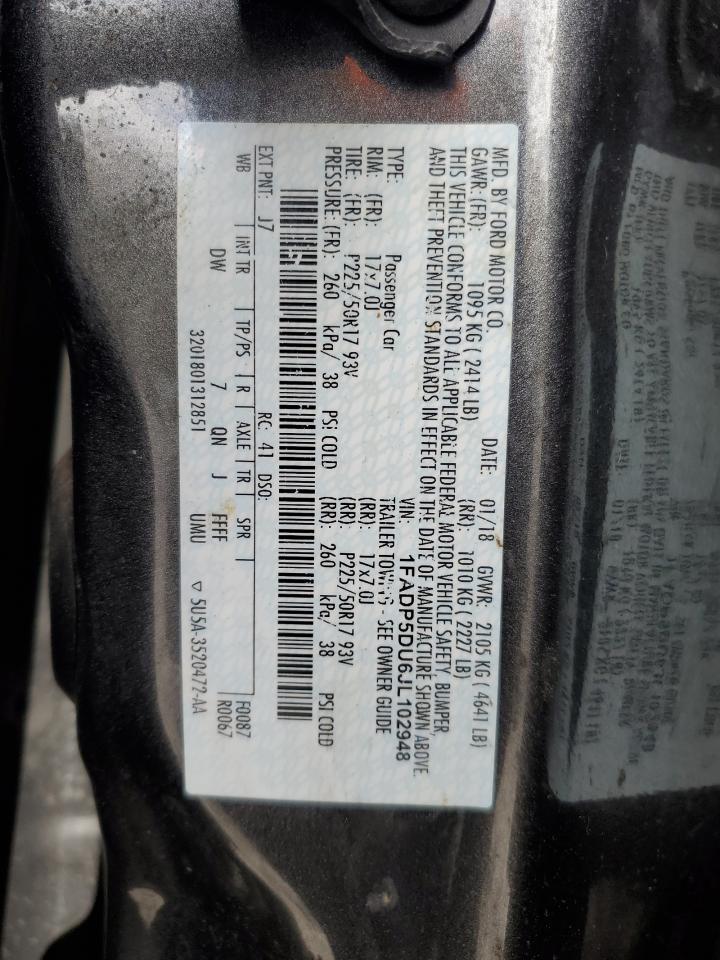 MFD. BY FORD MOTOR CO.
DATE: 01/18 GVWR: 2105 KG ( 4641 LB)
GAWR: (FR): 1095 KG ( 2414 LB) (RR): 1010 KG ( 2227 LB)
THIS VEHICLE CONFORMS TO ALL APPLICABLE FEDERAL MOTOR VEHICLE SAFETY, BUMPER,
AND THEFT PREVENTION STANDARDS IN EFFECT ON THE DATE OF MANUFACTURE SHOWN ABOVE.
VIN: 1FADP5DU6JL102948
TYPE: Passenger Car TRAILER TOWING - SEE OWNER GUIDE
RIM: (FR): 17x7.0J (RR): 17x7.0J
TIRE: (FR): P225/50R17 93V (RR): P225/50R17 93V
PRESSURE: (FR): 260 kPa/ 38 PSI COLD (RR): 260 kPa/ 38 PSI COLD
EXT PNT: J7 RC: 41 DSO: F0087
R0067
WB INT TR TP/PS R AXLE TR SPR
DW 7 QN J FFFF
3201801312851 UMU ▽ 5U5A-3520472-AA